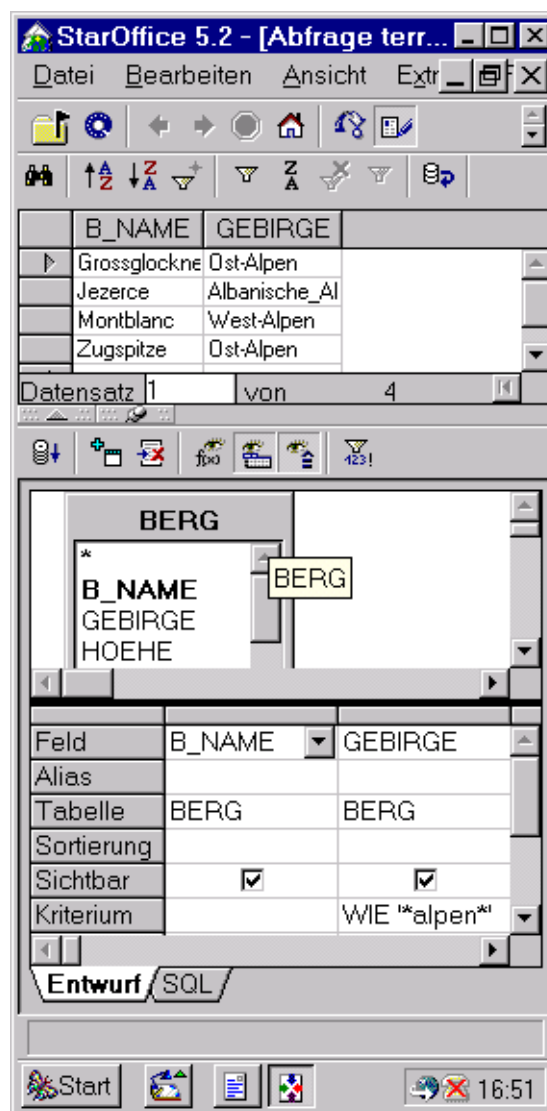 StarOffice 5.2 - [Abfrage terr...
Datei Bearbeiten Ansicht Extr
B_NAME GEBIRGE
Grossglockne Ost-Alpen
Jezerce Albanische_Al
Montblanc West-Alpen
Zugspitze Ost-Alpen
Datensatz 1 von 4
f(x) 123!
BERG
*
B_NAME
BERG
GEBIRGE
HOEHE
Feld B_NAME GEBIRGE
Alias
Tabelle BERG BERG
Sortierung
Sichtbar
Kriterium WIE '*alpen*'
Entwurf SQL
Start 16:51